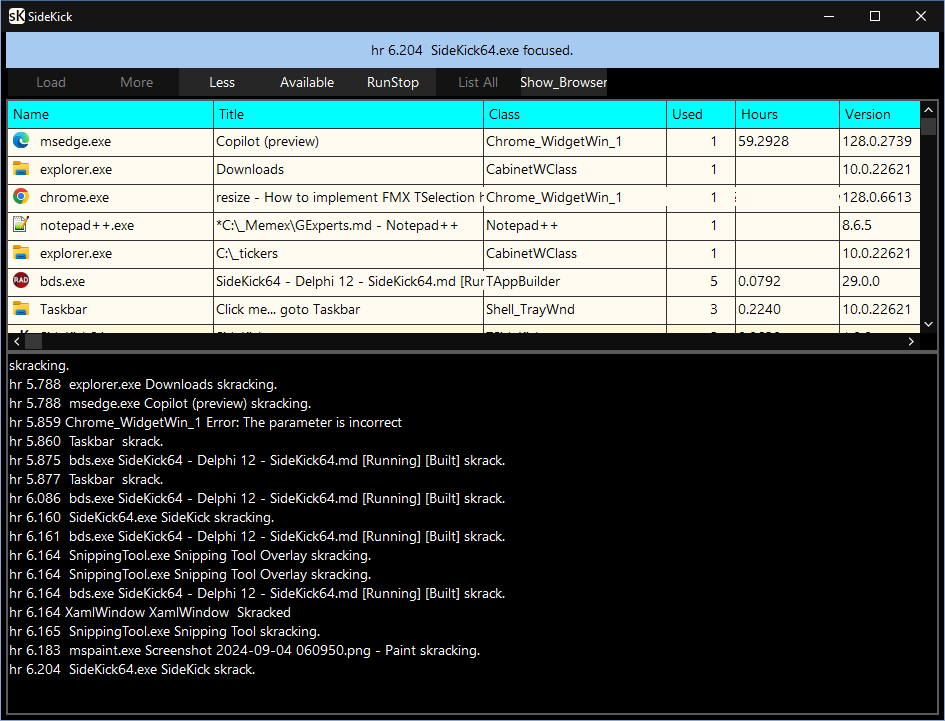 sK SideKick
hr 6.204  SideKick64.exe focused.
Load More Less Available RunStop List All Show_Browser
Name Title Class Used Hours Version
msedge.exe Copilot (preview) Chrome_WidgetWin_1 1 59.2928 128.0.2739
explorer.exe Downloads CabinetWClass 1 10.0.22621
chrome.exe resize - How to implement FMX TSelection Chrome_WidgetWin_1 1 128.0.6613
notepad++.exe *C:\_Memex\GExperts.md - Notepad++ Notepad++ 1 8.6.5
explorer.exe C:\_tickers CabinetWClass 1 10.0.22621
RAD bds.exe SideKick64 - Delphi 12 - SideKick64.md [Run TAppBuilder 5 0.0792 29.0.0
Taskbar Click me... goto Taskbar Shell_TrayWnd 3 0.2240 10.0.22621
skracking.
hr 5.788  explorer.exe Downloads skracking.
hr 5.788  msedge.exe Copilot (preview) skracking.
hr 5.859 Chrome_WidgetWin_1 Error: The parameter is incorrect
hr 5.860  Taskbar  skrack.
hr 5.875  bds.exe SideKick64 - Delphi 12 - SideKick64.md [Running] [Built] skrack.
hr 5.877  Taskbar  skrack.
hr 6.086  bds.exe SideKick64 - Delphi 12 - SideKick64.md [Running] [Built] skrack.
hr 6.160  SideKick64.exe SideKick skracking.
hr 6.161  bds.exe SideKick64 - Delphi 12 - SideKick64.md [Running] [Built] skrack.
hr 6.164  SnippingTool.exe Snipping Tool Overlay skracking.
hr 6.164  SnippingTool.exe Snipping Tool Overlay skracking.
hr 6.164  bds.exe SideKick64 - Delphi 12 - SideKick64.md [Running] [Built] skrack.
hr 6.164 XamlWindow XamlWindow  Skracked
hr 6.165  SnippingTool.exe Snipping Tool skracking.
hr 6.183  mspaint.exe Screenshot 2024-09-04 060950.png - Paint skracking.
hr 6.204  SideKick64.exe SideKick skrack.